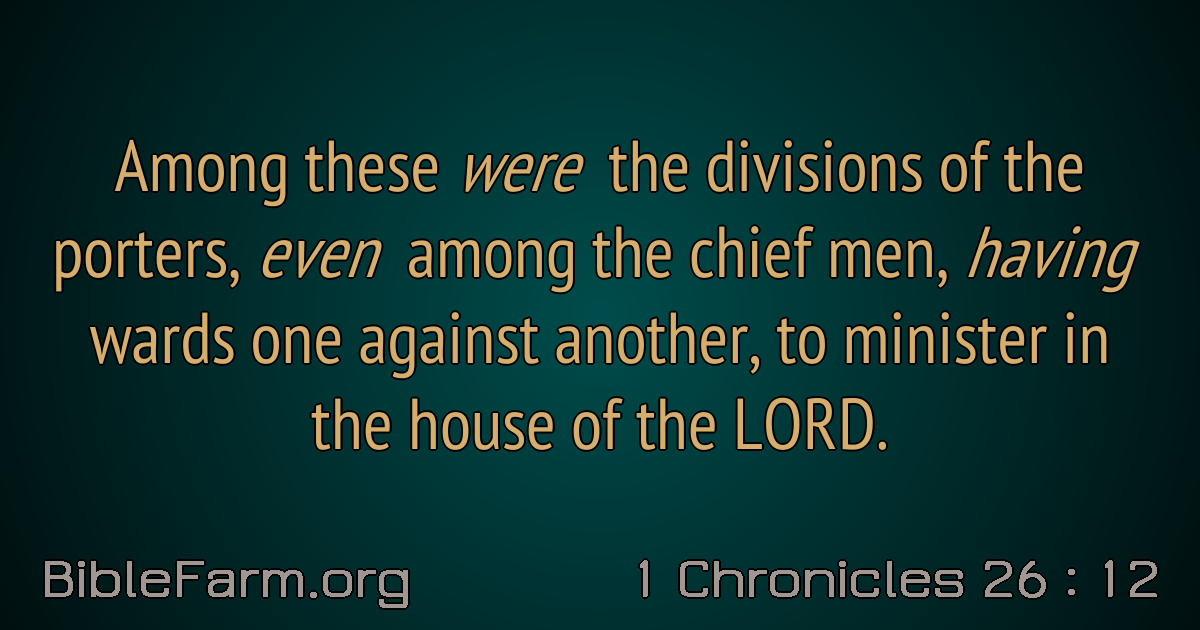 Among these were the divisions of the
porters, even among the chief men, having
wards one against another, to minister in
the house of the LORD.
BibleFarm.org
1 Chronicles 26 : 12